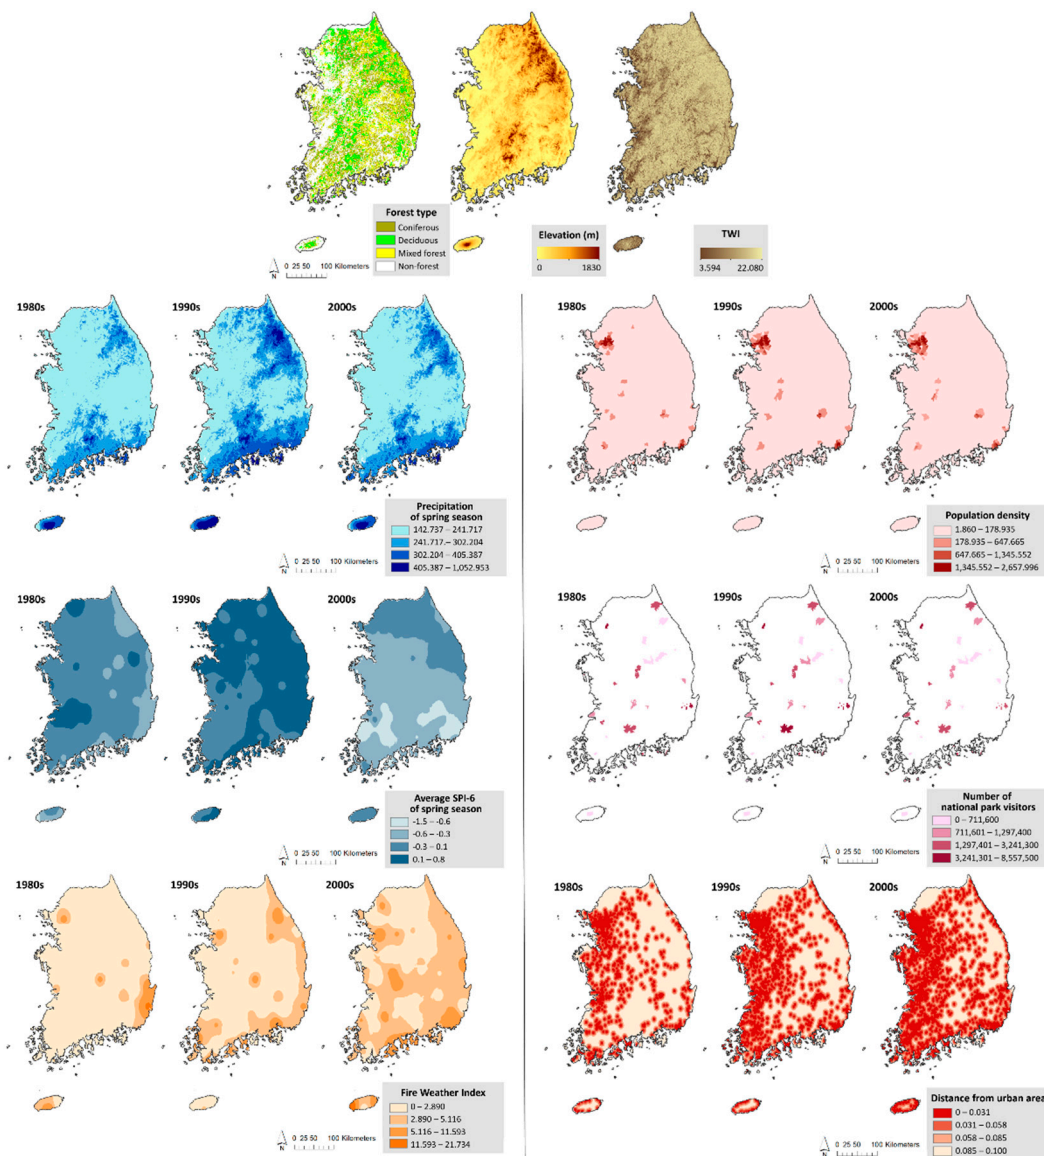 Forest type
Coniferous
Deciduous
Mixed forest
Non-forest
0 25 50 100 Kilometers
N
Elevation (m)
0 1830
TWI
3.594 22.080
1980s
1990s
2000s
Precipitation
of spring season
142.737 – 241.717
241.717 – 302.204
302.204 – 405.387
405.387 – 1,052.953
0 25 50 100 Kilometers
N
1980s
1990s
2000s
Population density
1.860 – 178.935
178.935 – 647.665
647.665 – 1,345.552
1,345.552 – 2,657.996
0 25 50 100 Kilometers
N
1980s
1990s
2000s
Average SPI-6
of spring season
-1.5 – -0.6
-0.6 – -0.3
-0.3 – 0.1
0.1 – 0.8
0 25 50 100 Kilometers
N
1980s
1990s
2000s
Number of
national park visitors
0 – 711,600
711,601 – 1,297,400
1,297,401 – 3,241,300
3,241,301 – 8,557,500
0 25 50 100 Kilometers
N
1980s
1990s
2000s
Fire Weather Index
0 – 2.890
2.890 – 5.116
5.116 – 11.593
11.593 – 21.734
0 25 50 100 Kilometers
N
1980s
1990s
2000s
Distance from urban area
0 – 0.031
0.031 – 0.058
0.058 – 0.085
0.085 – 0.100
0 25 50 100 Kilometers
N